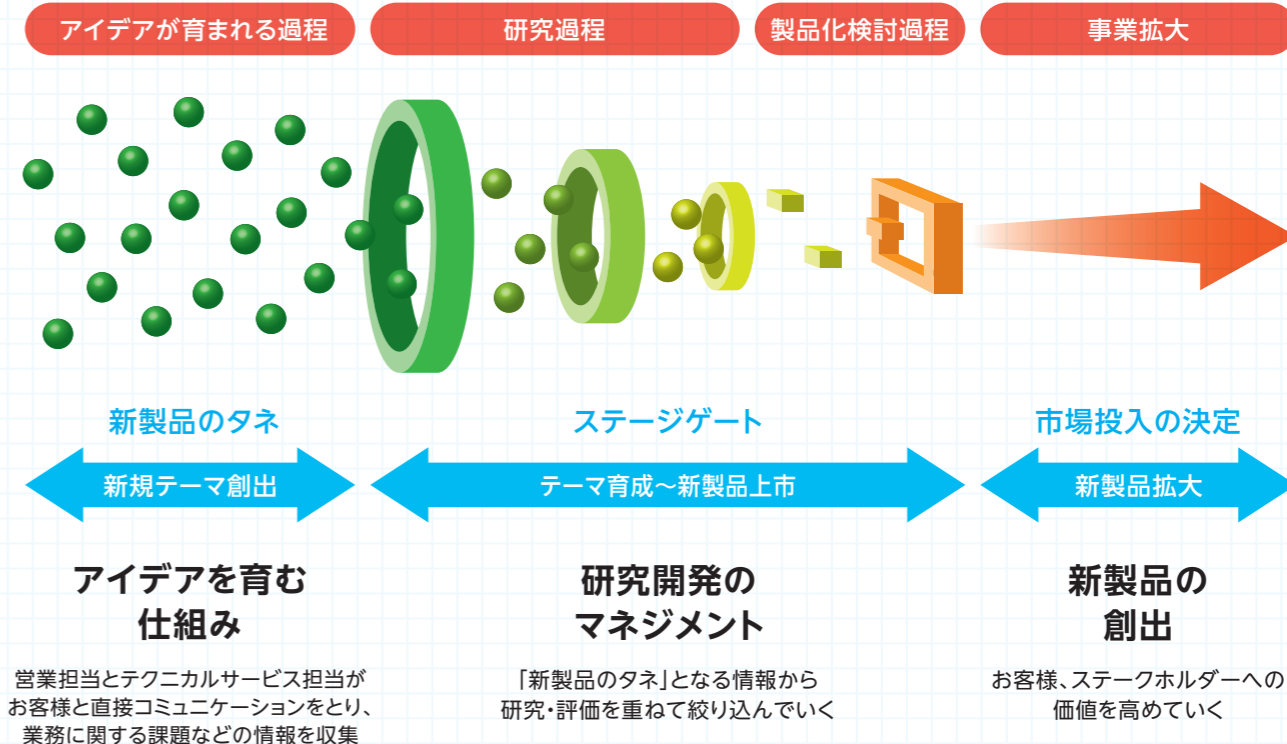 アイデアが育まれる過程
研究過程
製品化検討過程
事業拡大
新製品のタネ
ステージゲート
市場投入の決定
新規テーマ創出
テーマ育成～新製品上市
新製品拡大
アイデアを育む
仕組み
研究開発の
マネジメント
新製品の
創出
営業担当とテクニカルサービス担当が
お客様と直接コミュニケーションをとり、
業務に関する課題などの情報を収集
「新製品のタネ」となる情報から
研究・評価を重ねて絞り込んでいく
お客様、ステークホルダーへの
価値を高めていく